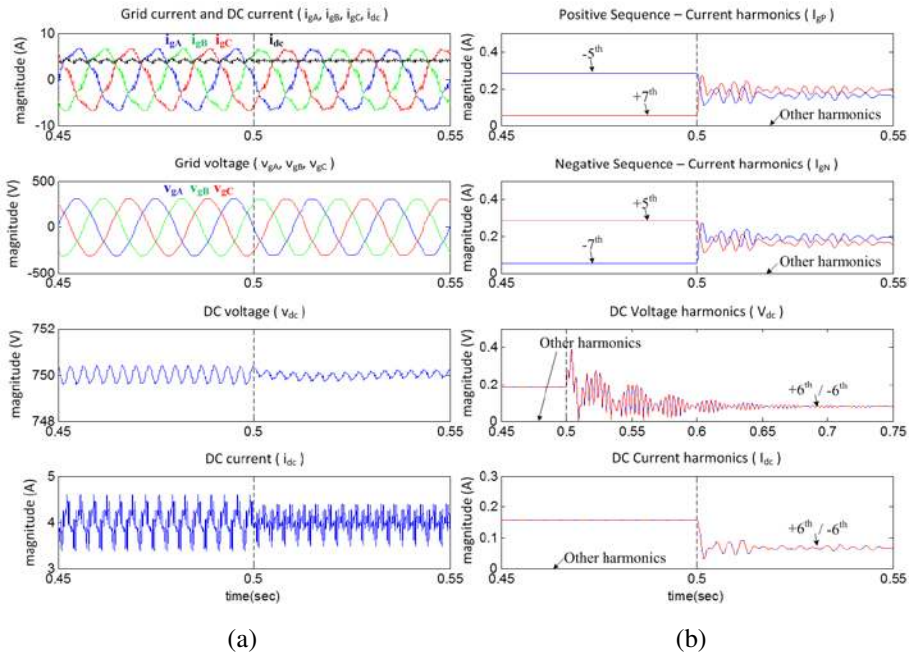 Grid current and DC current ( igA, igB, igC, idc )
igA igB igC idc
magnitude (A)
10
0
-10
0.45
0.5
0.55
Grid voltage ( vgA, vgB, vgC )
vgA vgB vgC
magnitude (V)
500
0
-500
0.45
0.5
0.55
DC voltage ( vdc )
magnitude (V)
752
750
748
0.45
0.5
0.55
DC current ( idc )
magnitude (A)
5
4
3
0.45
0.5
0.55
time(sec)
(a)
Positive Sequence – Current harmonics ( IgP )
magnitude (A)
0.4
0.2
0
-5th
+7th
Other harmonics
0.45
0.5
0.55
Negative Sequence – Current harmonics ( IgN )
magnitude (A)
0.4
0.2
0
+5th
-7th
Other harmonics
0.45
0.5
0.55
DC Voltage harmonics ( Vdc )
magnitude (V)
0.4
0.2
0
Other harmonics
+6th / -6th
0.45
0.5
0.55
0.6
0.65
0.7
0.75
DC Current harmonics ( Idc )
magnitude (A)
0.3
0.2
0.1
0
+6th / -6th
Other harmonics
0.45
0.5
0.55
time(sec)
(b)